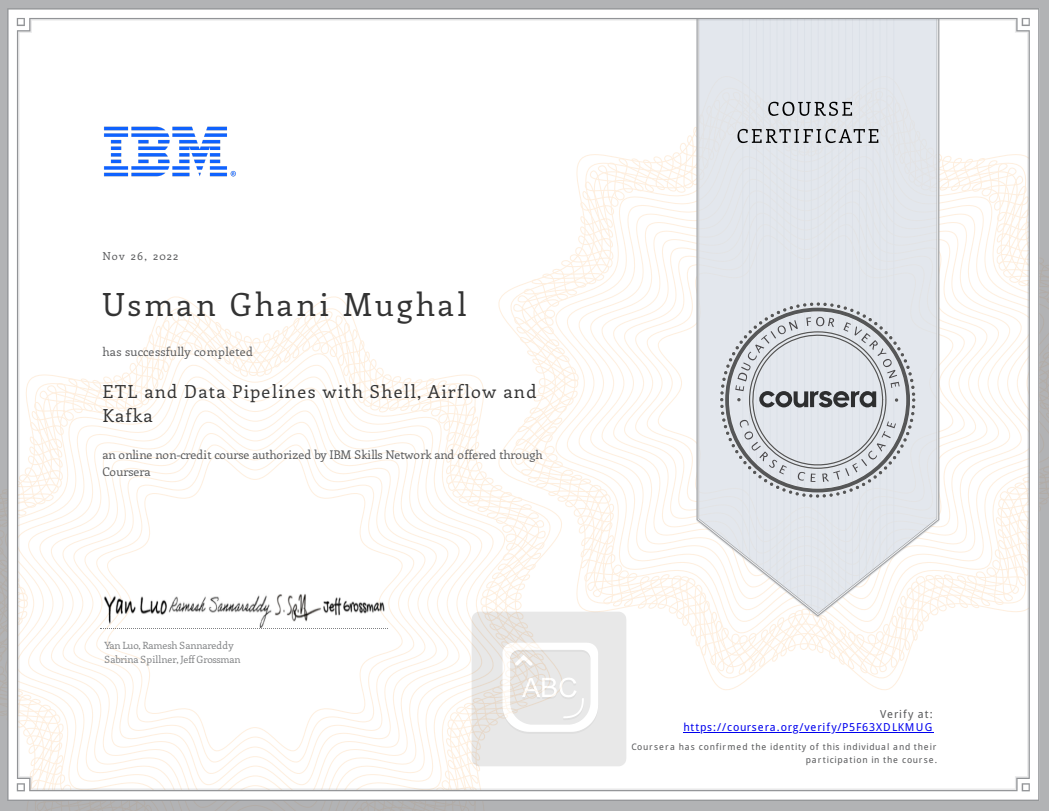 COURSE
CERTIFICATE
IBM®
Nov 26, 2022
Usman Ghani Mughal
has successfully completed
ETL and Data Pipelines with Shell, Airflow and
Kafka
an online non-credit course authorized by IBM Skills Network and offered through
Coursera
EDUCATION FOR EVERYONE
coursera
COURSE CERTIFICATE
Yan Luo Ramesh Sannareddy S. Spill Jeff Grossman
Yan Luo, Ramesh Sannareddy
Sabrina Spillner, Jeff Grossman
ABC
Verify at:
https://coursera.org/verify/P5F63XDLKMUG
Coursera has confirmed the identity of this individual and their
participation in the course.